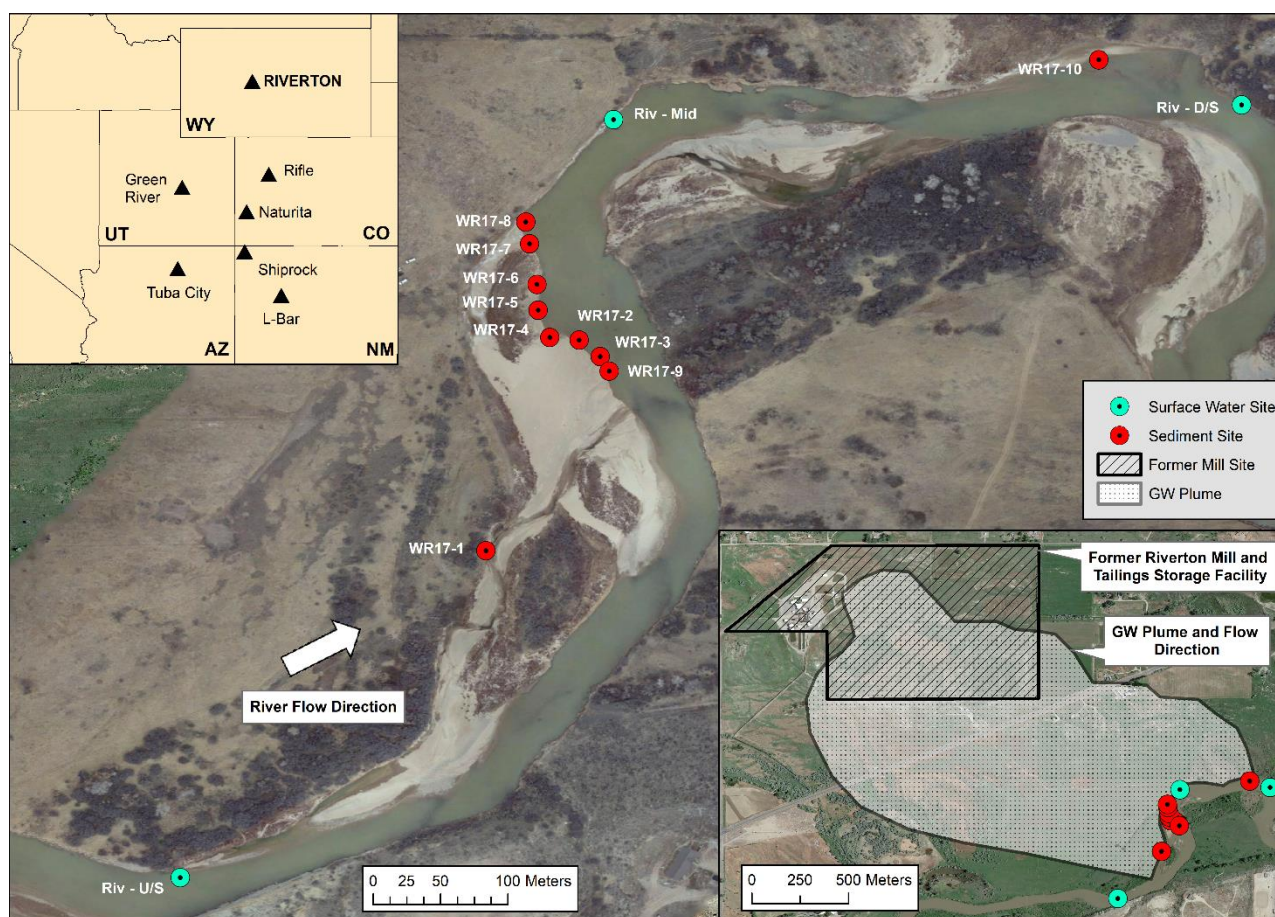 RIVERTON
WY
Green
River
Rifle
Naturita
UT
CO
Shiprock
Tuba City
L-Bar
AZ
NM
WR17-10
Riv - Mid
Riv - D/S
WR17-8
WR17-7
WR17-6
WR17-5
WR17-4
WR17-2
WR17-3
WR17-9
WR17-1
River Flow Direction
Riv - U/S
0 25 50 100 Meters
Surface Water Site
Sediment Site
Former Mill Site
GW Plume
Former Riverton Mill and
Tailings Storage Facility
GW Plume and Flow
Direction
0 250 500 Meters